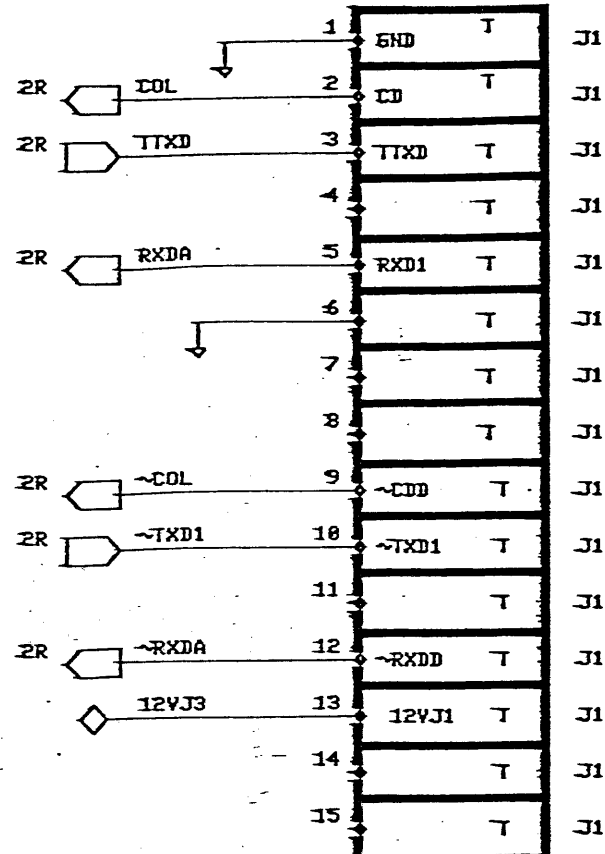 1 GND T J1
2R COL 2 CD T J1
2R TTXD 3 TTXD T J1
4 T J1
2R RXDA 5 RXD1 T J1
6 T J1
7 T J1
8 T J1
2R ~COL 9 ~CDD T J1
2R ~TXD1 10 ~TXD1 T J1
11 T J1
2R ~RXDA 12 ~RXDD T J1
12VJ3 13 12VJ1 T J1
14 T J1
15 T J1